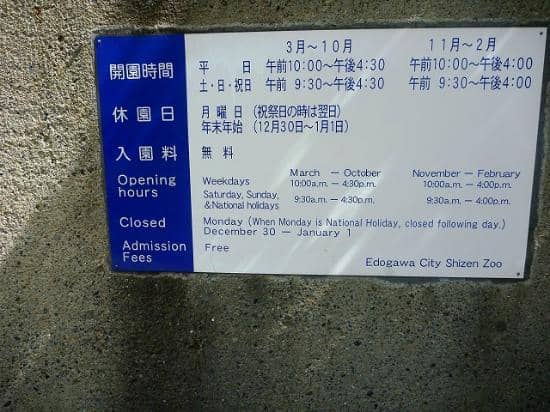 3月～10月 11月～2月
開園時間 平日 午前10:00～午後4:30 午前10:00～午後4:00
土・日・祝日 午前 9:30～午後4:30 午前 9:30～午後4:00
休園日 月曜日（祝祭日の時は翌日）
年末年始（12月30日～1月1日）
入園料 無料
March — October November — February
Opening hours Weekdays 10:00a.m. — 4:30p.m. 10:00a.m. — 4:00p.m.
Saturday, Sunday,
&National holidays 9:30a.m. — 4:30p.m. 9:30a.m. — 4:00p.m.
Closed Monday (When Monday is National Holiday, closed following day.)
December 30 — January 1
Admission Fees Free
Edogawa City Shizen Zoo